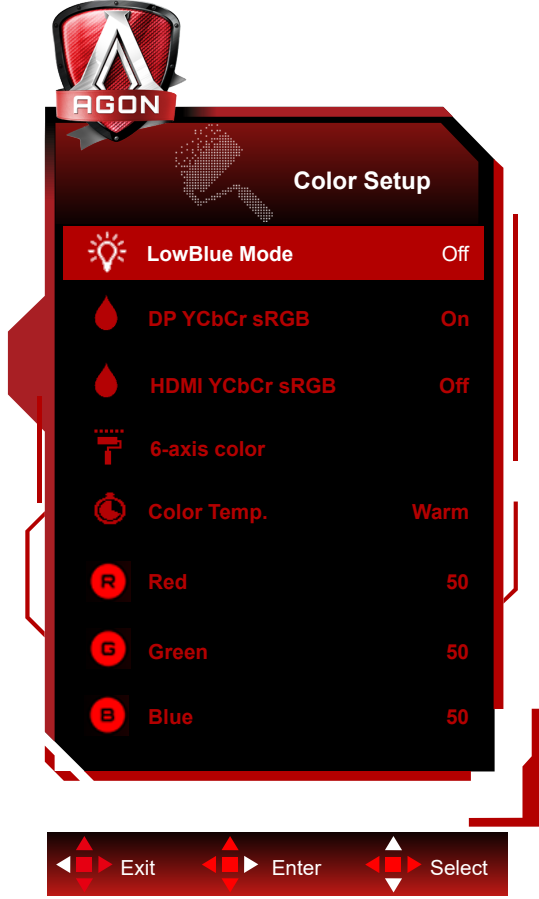 AGON
Color Setup
LowBlue Mode Off
DP YCbCr sRGB On
HDMI YCbCr sRGB Off
6-axis color
Color Temp. Warm
R Red 50
G Green 50
B Blue 50
Exit Enter Select